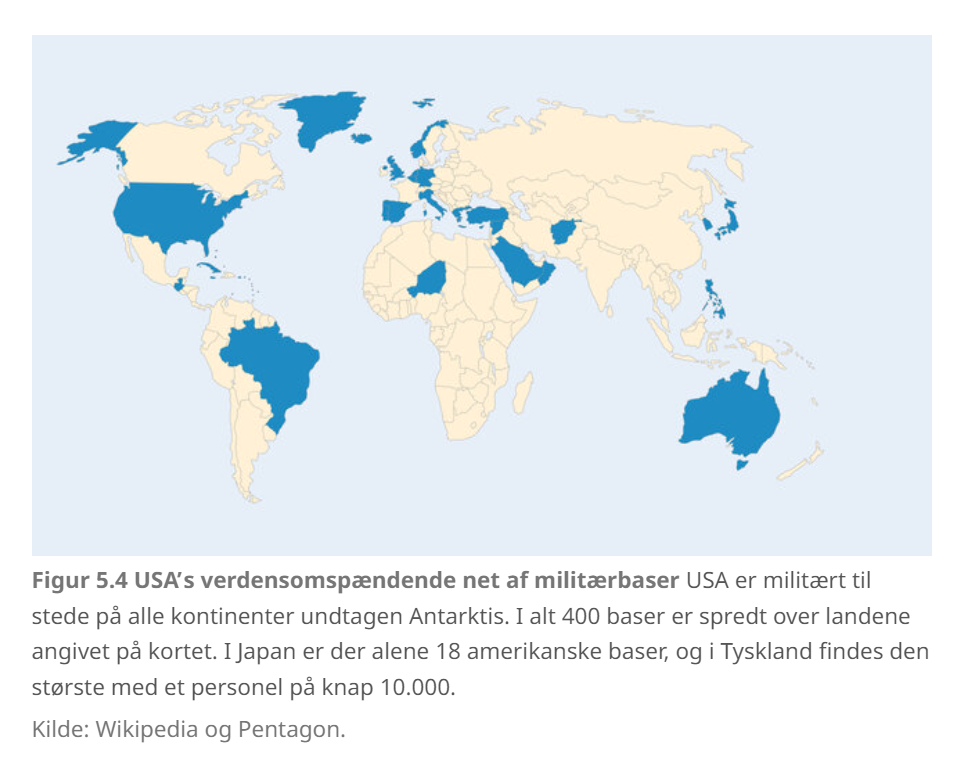 Figur 5.4 USA’s verdensomspændende net af militærbaser USA er militært til
stede på alle kontinenter undtagen Antarktis. I alt 400 baser er spredt over landene
angivet på kortet. I Japan er der alene 18 amerikanske baser, og i Tyskland findes den
største med et personel på knap 10.000.
Kilde: Wikipedia og Pentagon.